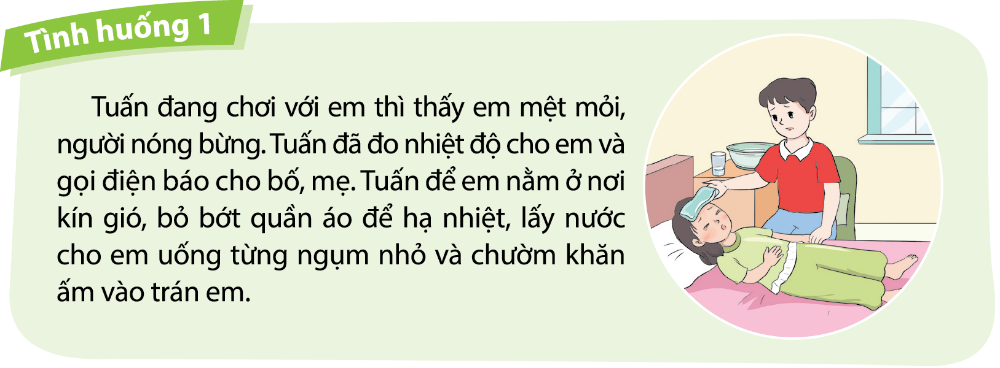 Tình huống 1
Tuấn đang chơi với em thì thấy em mệt mỏi,
người nóng bừng. Tuấn đã đo nhiệt độ cho em và
gọi điện báo cho bố, mẹ. Tuấn để em nằm ở nơi
kín gió, bỏ bớt quần áo để hạ nhiệt, lấy nước
cho em uống từng ngụm nhỏ và chườm khăn
ấm vào trán em.